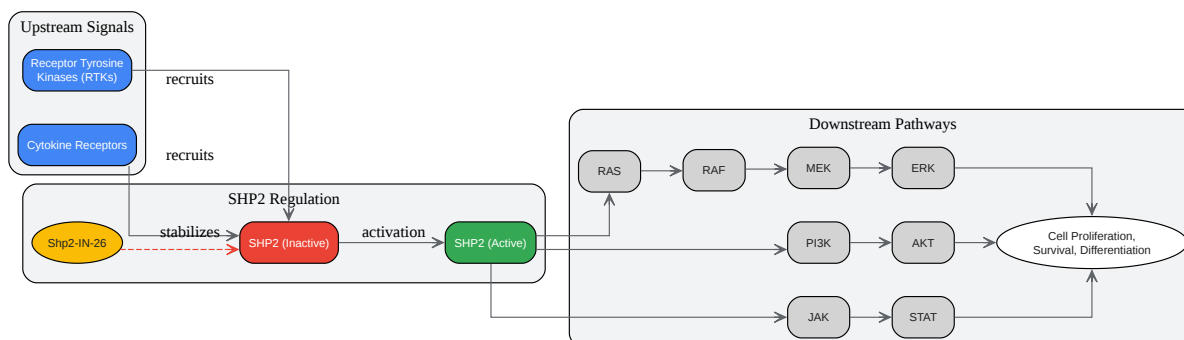 Upstream Signals
Receptor Tyrosine
Kinases (RTKs)
recruits
Cytokine Receptors
recruits
SHP2 Regulation
Shp2-IN-26
stabilizes
SHP2 (Inactive)
activation
SHP2 (Active)
Downstream Pathways
RAS
RAF
MEK
ERK
PI3K
AKT
Cell Proliferation,
Survival, Differentiation
JAK
STAT